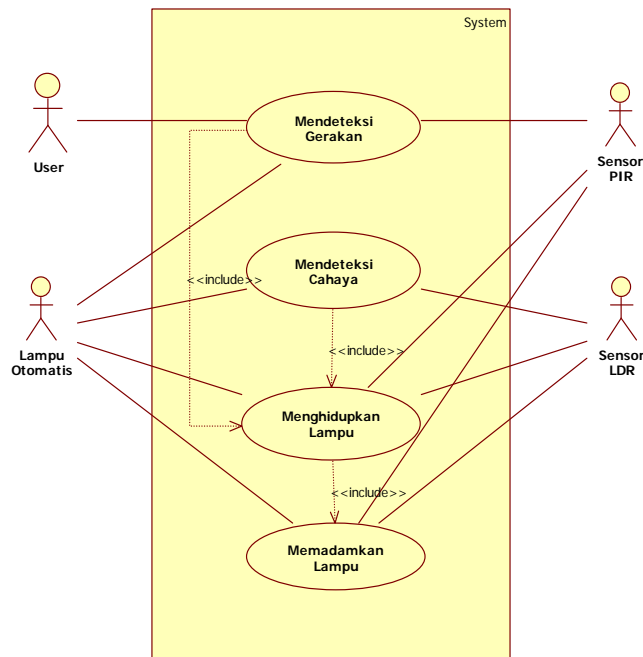 System
Mendeteksi
Gerakan
User
Sensor
PIR
Mendeteksi
Cahaya
<<include>>
Lampu
Otomatis
Sensor
LDR
<<include>>
Menghidupkan
Lampu
<<include>>
Memadamkan
Lampu